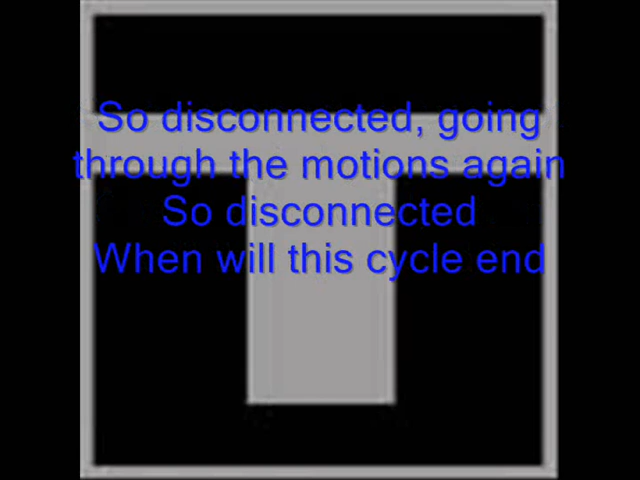 So disconnected, going
through the motions again
So disconnected
When will this cycle end